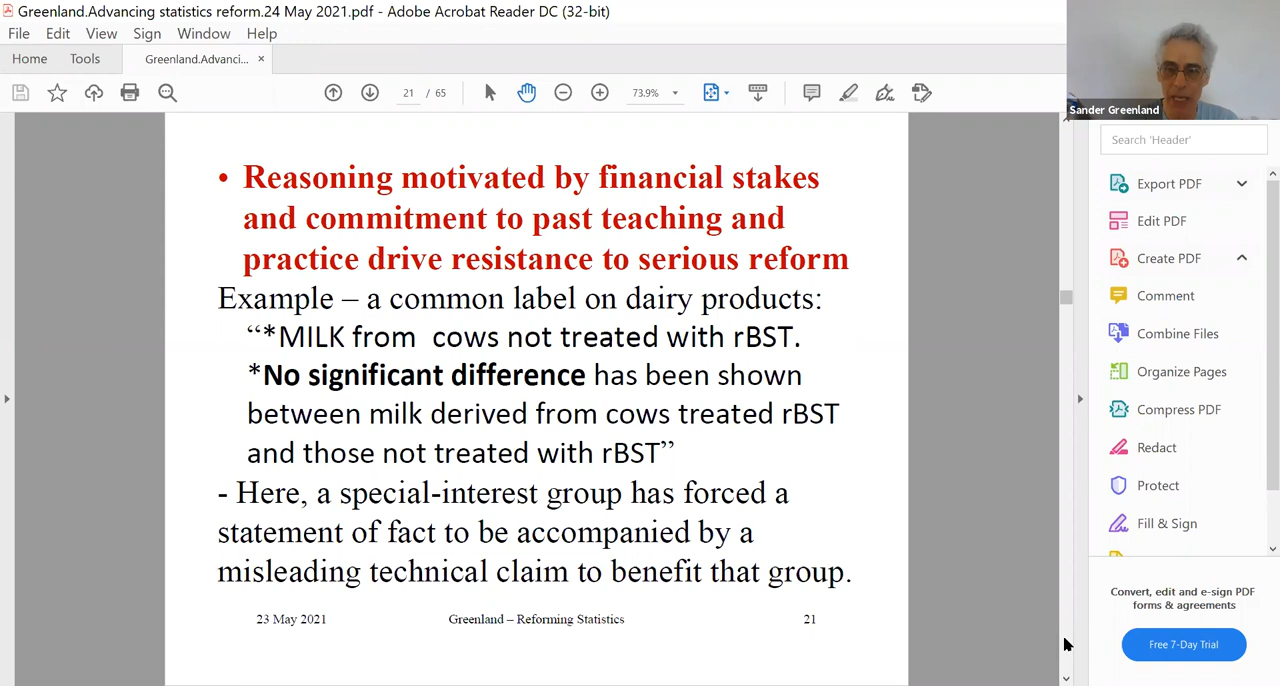 Greenland.Advancing statistics reform.24 May 2021.pdf - Adobe Acrobat Reader DC (32-bit)
File Edit View Sign Window Help
Home Tools Greenland.Advanci... ×
21 / 65 73.9%
Sander Greenland
• Reasoning motivated by financial stakes
and commitment to past teaching and
practice drive resistance to serious reform
Example – a common label on dairy products:
“*MILK from cows not treated with rBST.
*No significant difference has been shown
between milk derived from cows treated rBST
and those not treated with rBST”
- Here, a special-interest group has forced a
statement of fact to be accompanied by a
misleading technical claim to benefit that group.
23 May 2021 Greenland – Reforming Statistics 21
Search 'Header'
Export PDF
Edit PDF
Create PDF
Comment
Combine Files
Organize Pages
Compress PDF
Redact
Protect
Fill & Sign
Convert, edit and e-sign PDF
forms & agreements
Free 7-Day Trial